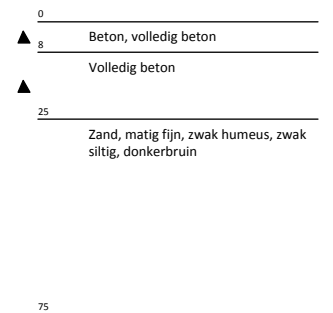 0
Beton, volledig beton
8
Volledig beton
25
Zand, matig fijn, zwak humeus, zwak
siltig, donkerbruin
75